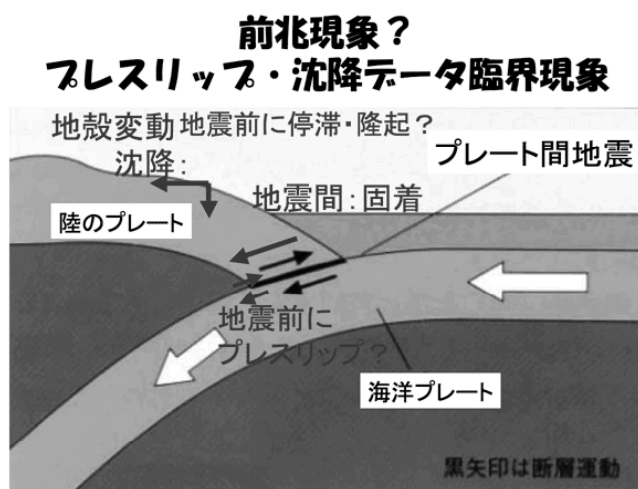 前兆現象？
プレスリップ・沈降データ臨界現象
地殻変動 地震前に停滞・隆起？
沈降：
プレート間地震
地震間：固着
陸のプレート
地震前に
プレスリップ？
海洋プレート
黒矢印は断層運動